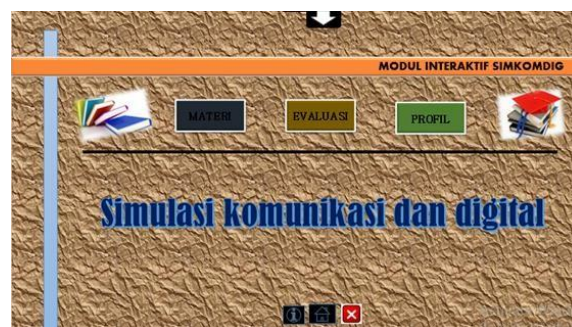 MODUL INTERAKTIF SIMKOMDIG
MATERI
EVALUASI
PROFIL
Simulasi komunikasi dan digital